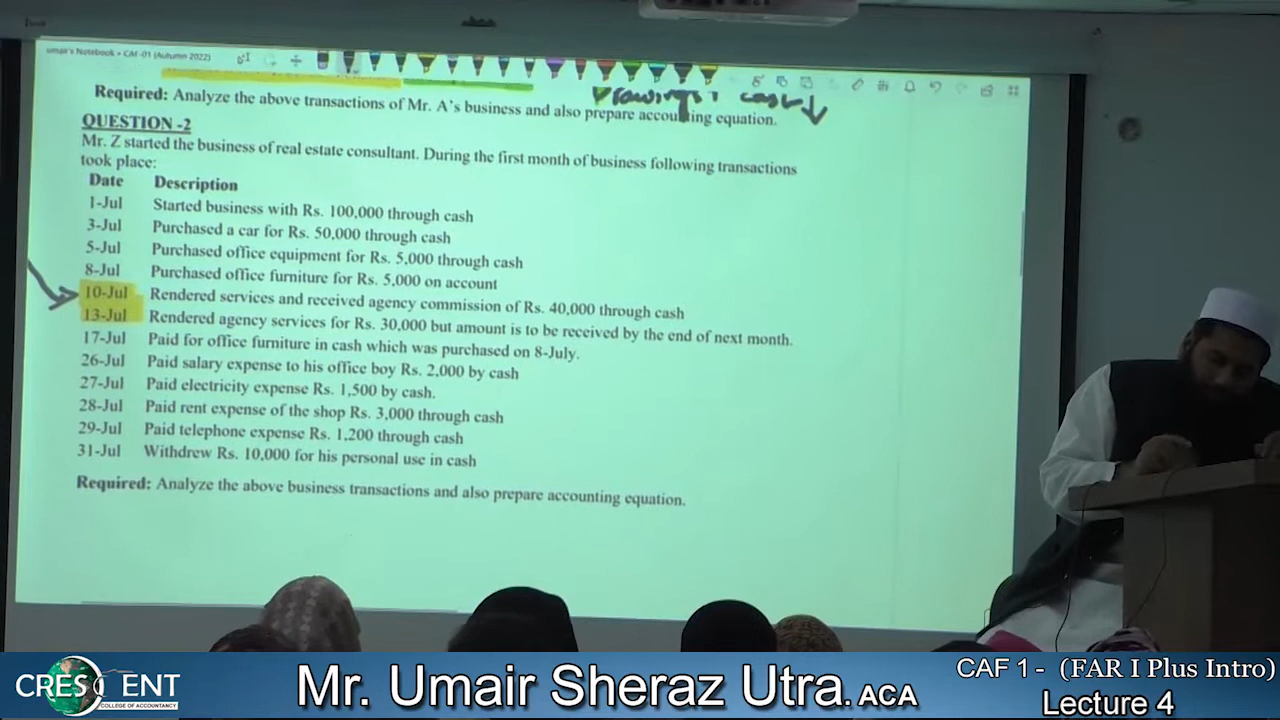 umair's Notebook » CAF-01 (Autumn 2022)
Drawings ↑ cash ↓
Required: Analyze the above transactions of Mr. A's business and also prepare accounting equation.
QUESTION -2
Mr. Z started the business of real estate consultant. During the first month of business following transactions
took place:
Date Description
1-Jul Started business with Rs. 100,000 through cash
3-Jul Purchased a car for Rs. 50,000 through cash
5-Jul Purchased office equipment for Rs. 5,000 through cash
8-Jul Purchased office furniture for Rs. 5,000 on account
10-Jul Rendered services and received agency commission of Rs. 40,000 through cash
13-Jul Rendered agency services for Rs. 30,000 but amount is to be received by the end of next month.
17-Jul Paid for office furniture in cash which was purchased on 8-July.
26-Jul Paid salary expense to his office boy Rs. 2,000 by cash
27-Jul Paid electricity expense Rs. 1,500 by cash.
28-Jul Paid rent expense of the shop Rs. 3,000 through cash
29-Jul Paid telephone expense Rs. 1,200 through cash
31-Jul Withdrew Rs. 10,000 for his personal use in cash
Required: Analyze the above business transactions and also prepare accounting equation.
CRESCENT
COLLEGE OF ACCOUNTANCY
Mr. Umair Sheraz Utra. ACA
CAF 1 - (FAR I Plus Intro)
Lecture 4